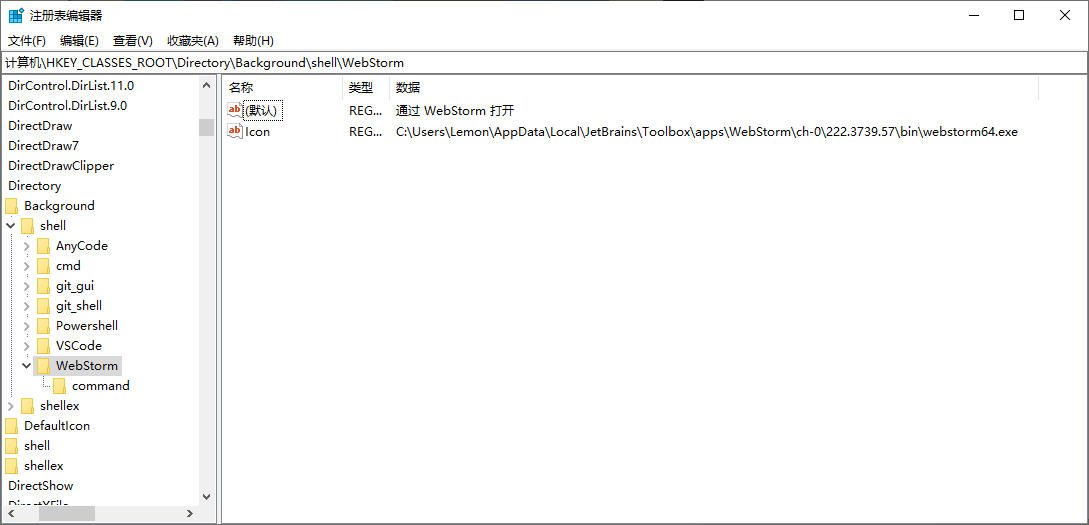 注册表编辑器
文件(F) 编辑(E) 查看(V) 收藏夹(A) 帮助(H)
计算机\HKEY_CLASSES_ROOT\Directory\Background\shell\WebStorm
DirControl.DirList.11.0
DirControl.DirList.9.0
DirectDraw
DirectDraw7
DirectDrawClipper
Directory
Background
shell
AnyCode
cmd
git_gui
git_shell
Powershell
VSCode
WebStorm
command
shellex
DefaultIcon
shell
shellex
DirectShow
DirectXFile
名称 类型 数据
ab (默认) REG... 通过 WebStorm 打开
ab Icon REG... C:\Users\Lemon\AppData\Local\JetBrains\Toolbox\apps\WebStorm\ch-0\222.3739.57\bin\webstorm64.exe